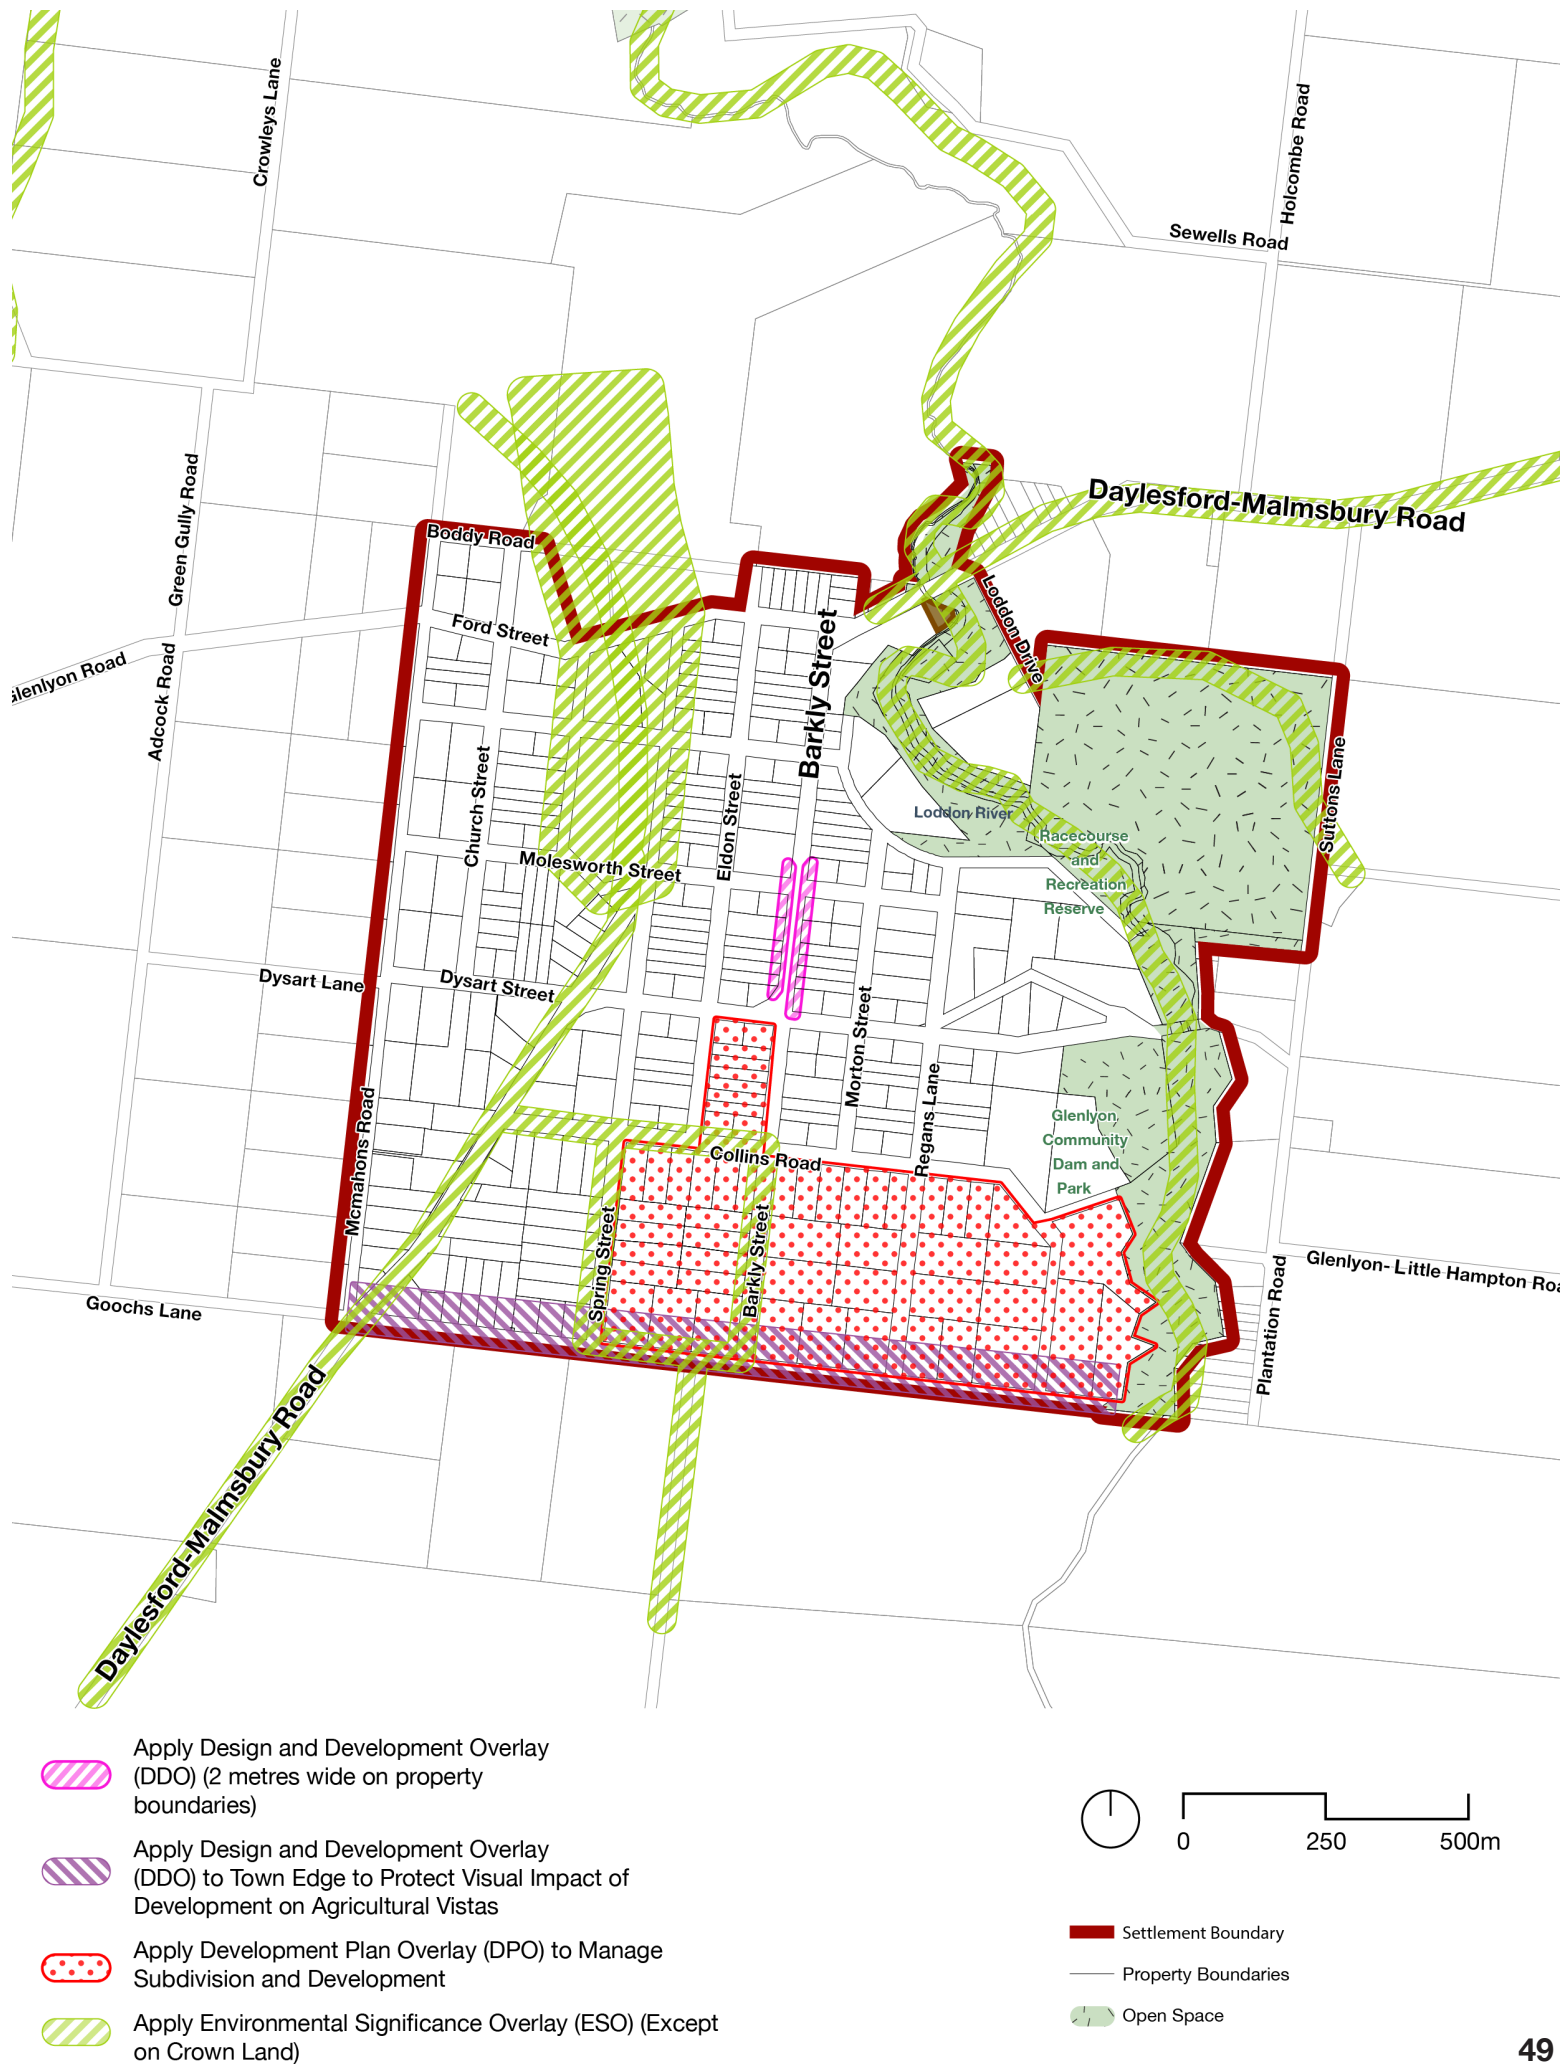 Crowleys Lane
Holcombe Road
Sewells Road
Daylesford-Malmsbury Road
Green Gully Road
Boddy Road
Loddon Drive
Ford Street
Glenlyon Road
Adcock Road
Barkly Street
Church Street
Eldon Street
Suttons Lane
Loddon River
Racecourse
and
Recreation
Reserve
Molesworth Street
Dysart Lane
Dysart Street
Morton Street
Regans Lane
Mcmahons Road
Glenlyon
Community
Dam and
Park
Collins Road
Spring Street
Barkly Street
Glenlyon- Little Hampton Roa
Plantation Road
Goochs Lane
Daylesford-Malmsbury Road
Apply Design and Development Overlay
(DDO) (2 metres wide on property
boundaries)
Apply Design and Development Overlay
(DDO) to Town Edge to Protect Visual Impact of
Development on Agricultural Vistas
Apply Development Plan Overlay (DPO) to Manage
Subdivision and Development
Apply Environmental Significance Overlay (ESO) (Except
on Crown Land)
0 250 500m
Settlement Boundary
Property Boundaries
Open Space
49